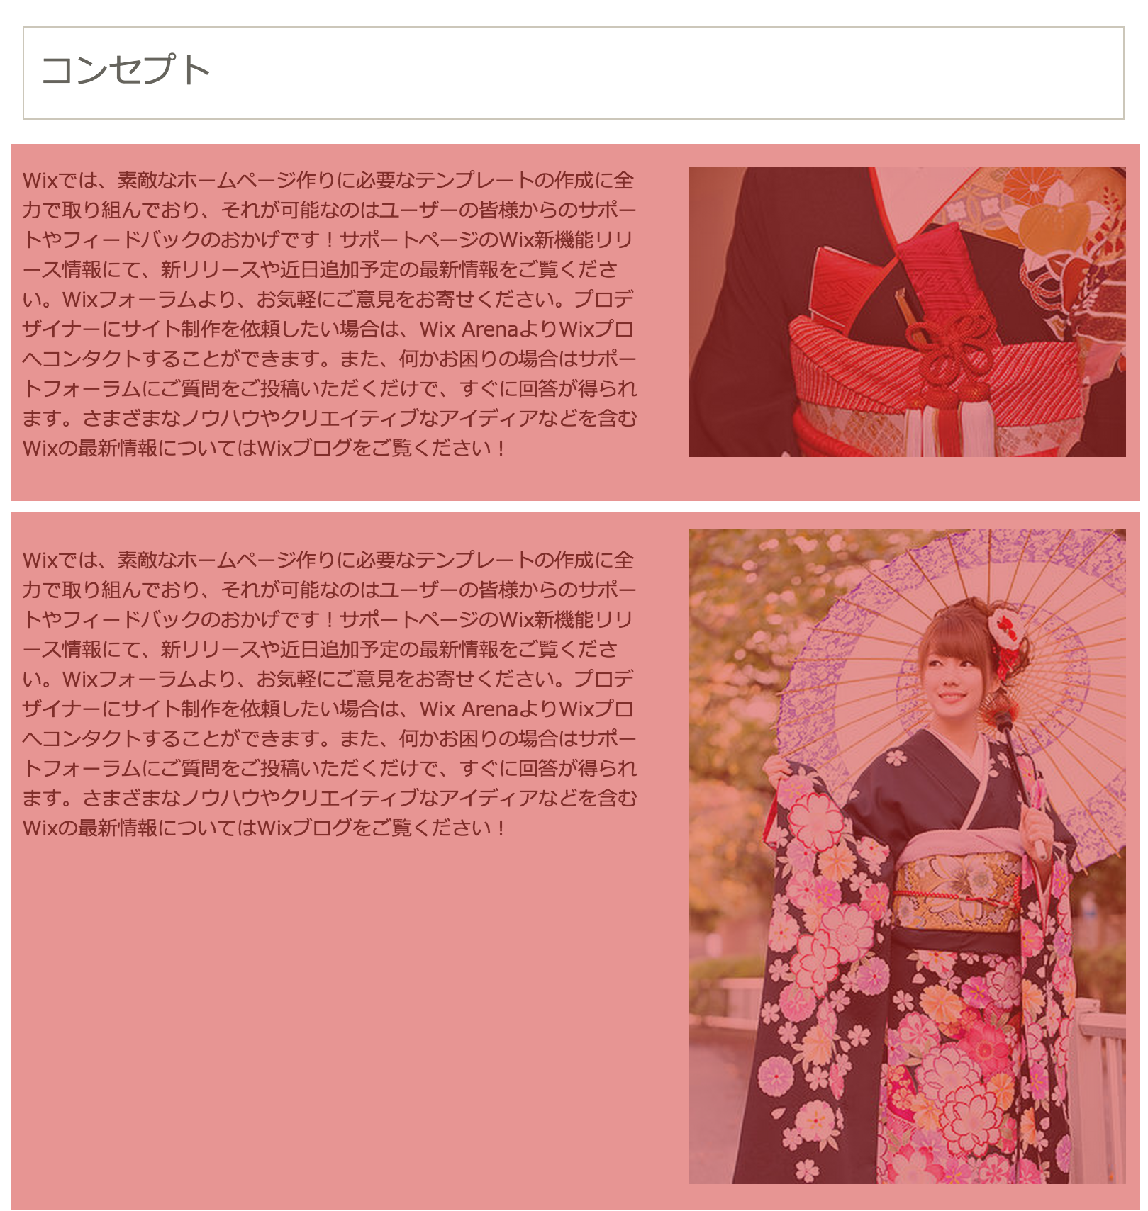 コンセプト
Wixでは、素敵なホームページ作りに必要なテンプレートの作成に全
力で取り組んでおり、それが可能なのはユーザーの皆様からのサポー
トやフィードバックのおかげです！サポートページのWix新機能リリ
ース情報にて、新リリースや近日追加予定の最新情報をご覧くださ
い。Wixフォーラムより、お気軽にご意見をお寄せください。プロデ
ザイナーにサイト制作を依頼したい場合は、Wix ArenaよりWixプロ
へコンタクトすることができます。また、何かお困りの場合はサポー
トフォーラムにご質問をご投稿いただくだけで、すぐに回答が得られ
ます。さまざまなノウハウやクリエイティブなアイディアなどを含む
Wixの最新情報についてはWixブログをご覧ください！
Wixでは、素敵なホームページ作りに必要なテンプレートの作成に全
力で取り組んでおり、それが可能なのはユーザーの皆様からのサポー
トやフィードバックのおかげです！サポートページのWix新機能リリ
ース情報にて、新リリースや近日追加予定の最新情報をご覧くださ
い。Wixフォーラムより、お気軽にご意見をお寄せください。プロデ
ザイナーにサイト制作を依頼したい場合は、Wix ArenaよりWixプロ
へコンタクトすることができます。また、何かお困りの場合はサポー
トフォーラムにご質問をご投稿いただくだけで、すぐに回答が得られ
ます。さまざまなノウハウやクリエイティブなアイディアなどを含む
Wixの最新情報についてはWixブログをご覧ください！